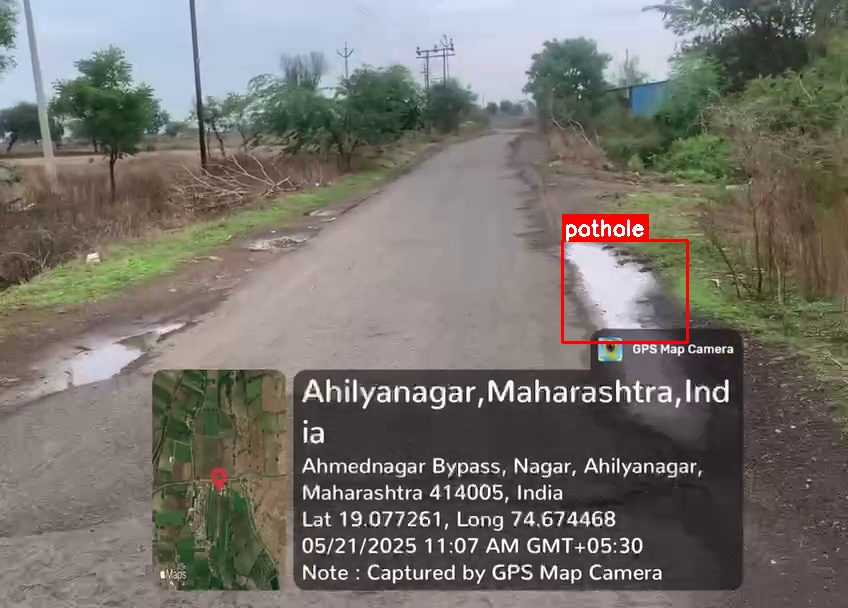 pothole
GPS Map Camera
Ahilyanagar,Maharashtra,Ind
ia
Ahmednagar Bypass, Nagar, Ahilyanagar,
Maharashtra 414005, India
Lat 19.077261, Long 74.674468
05/21/2025 11:07 AM GMT+05:30
Note : Captured by GPS Map Camera
Maps